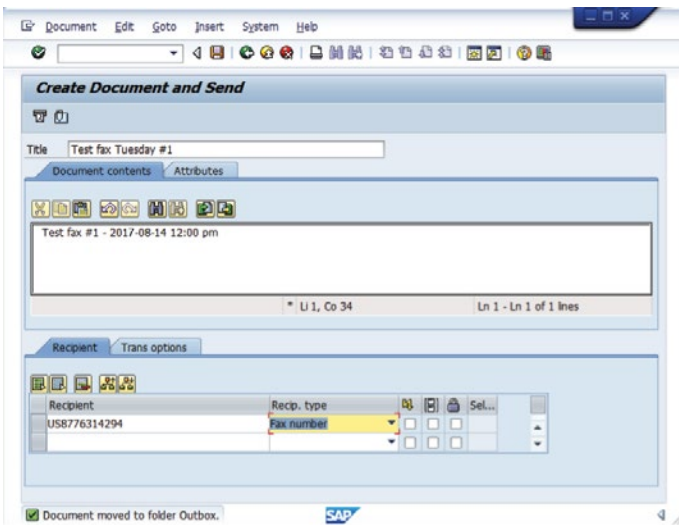 Document Edit Goto Insert System Help
Create Document and Send
Title Test fax Tuesday #1
Document contents Attributes
Test fax #1 - 2017-08-14 12:00 pm
* Li 1, Co 34 Ln 1 - Ln 1 of 1 lines
Recipient Trans options
Recipient Recip. type Sel...
US8776314294 Fax number
Document moved to folder Outbox. SAP